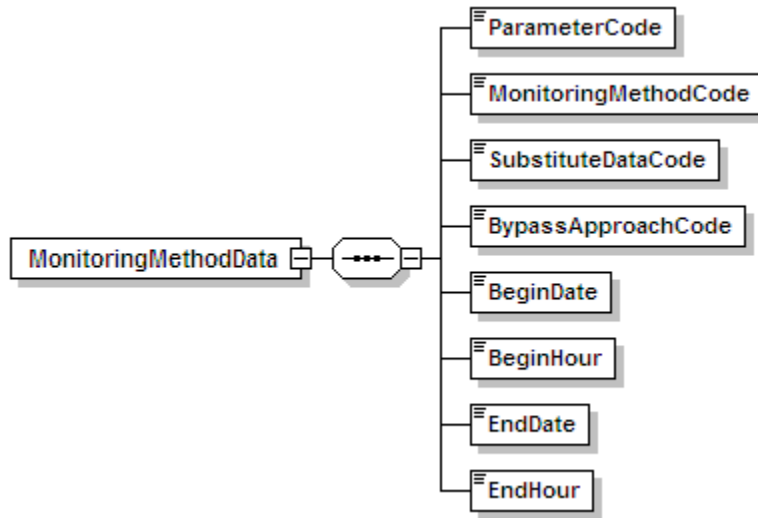 MonitoringMethodData
ParameterCode
MonitoringMethodCode
SubstituteDataCode
BypassApproachCode
BeginDate
BeginHour
EndDate
EndHour